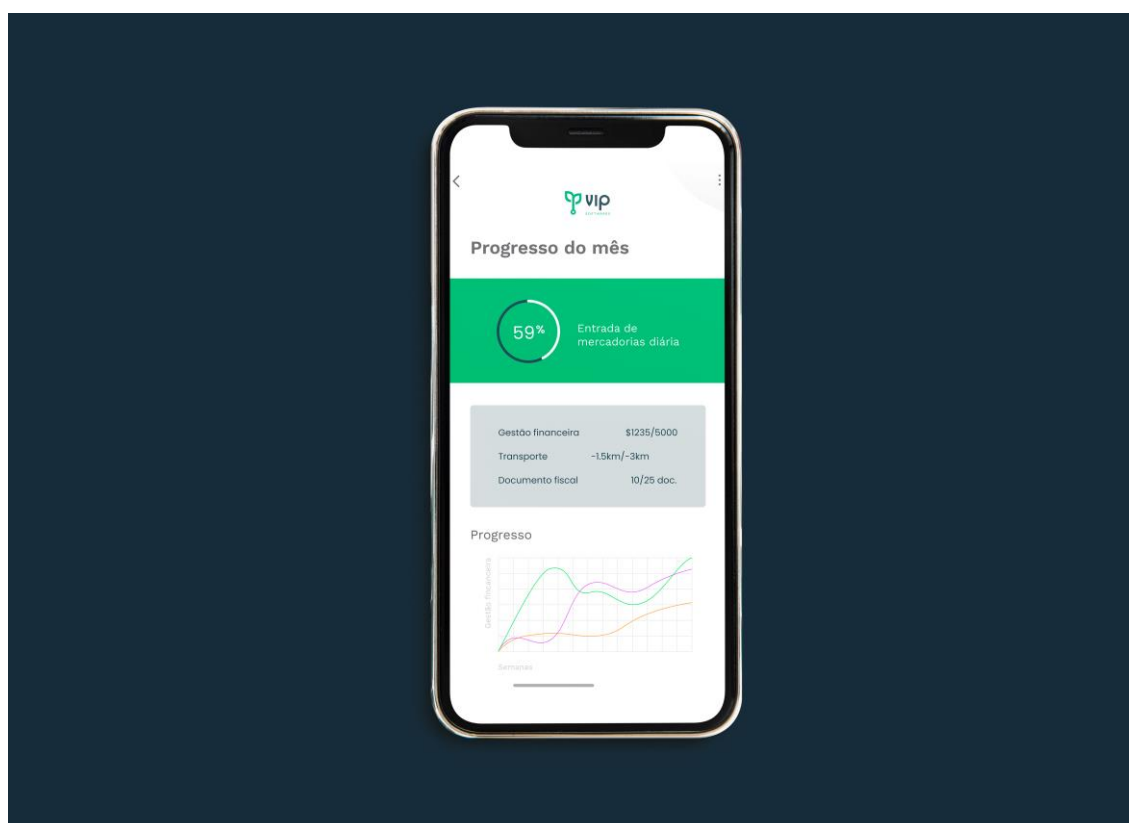 vip
SOFTWARES
Progresso do mês
59%
Entrada de
mercadorias diária
Gestão financeira $1235/5000
Transporte -1.5km/-3km
Documento fiscal 10/25 doc.
Progresso
Gestão financeira
Semanas